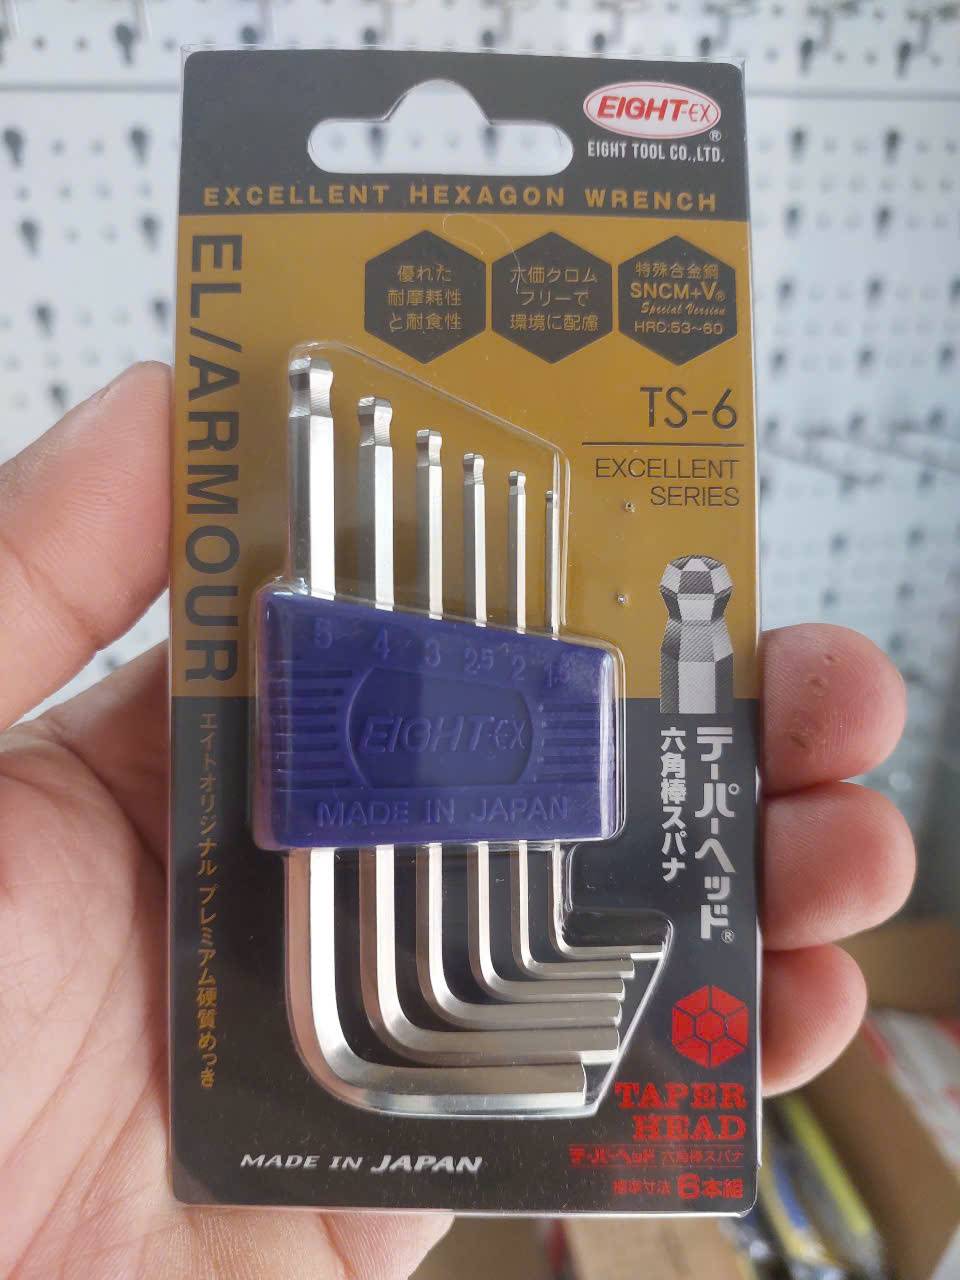 EIGHT-EX®
EIGHT TOOL CO.,LTD.
EXCELLENT HEXAGON WRENCH
EL/ARMOUR
優れた
耐摩耗性
と耐食性
六価クロム
フリーで
環境に配慮
特殊合金鋼
SNCM+V®
Special Version
HRC:53~60
TS-6
EXCELLENT
SERIES
5 4 3 2.5 2 1.5
EIGHT-EX
MADE IN JAPAN
テーパーヘッド®
六角棒スパナ
エイトオリジナル プレミアム硬質めっき
TAPER
HEAD
テーパーヘッド 六角棒スパナ
標準寸法 6本組
MADE IN JAPAN